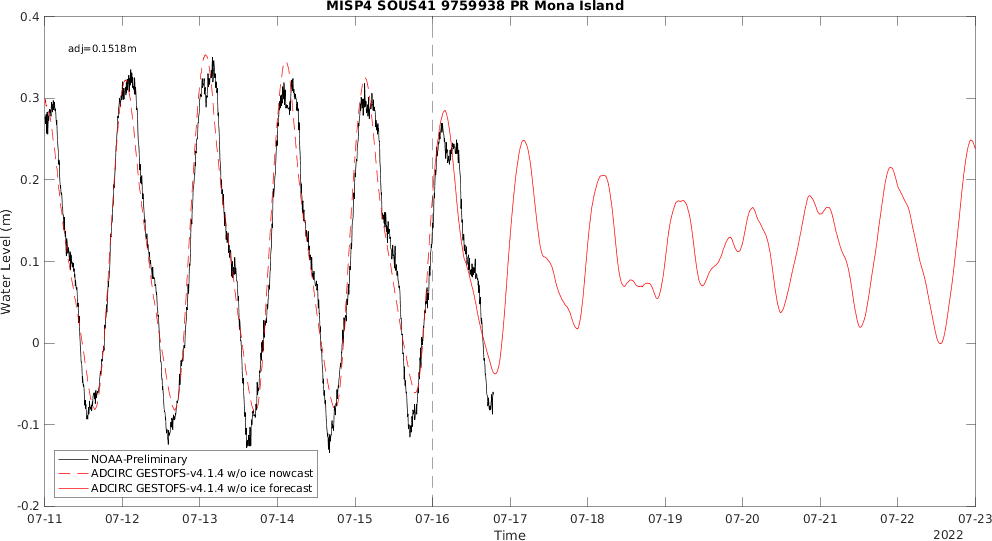 MISP4 SOUS41 9759938 PR Mona Island
0.4
adj=0.1518m
0.3
0.2
Water Level (m)
0.1
0
-0.1
NOAA-Preliminary
ADCIRC GESTOFS-v4.1.4 w/o ice nowcast
ADCIRC GESTOFS-v4.1.4 w/o ice forecast
-0.2
07-11 07-12 07-13 07-14 07-15 07-16 07-17 07-18 07-19 07-20 07-21 07-22 07-23
Time 2022